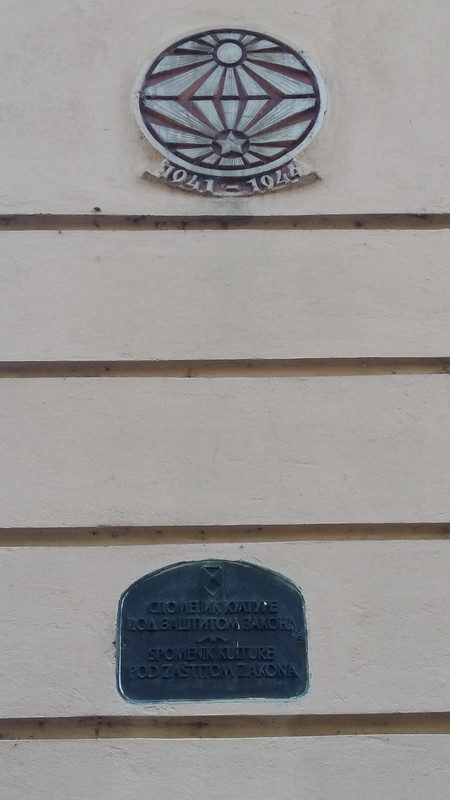 1941 – 1944
СПОМЕНИК КУЛТУРЕ
ПОД ЗАШТИТОМ ЗАКОНА
SPOMENIK KULTURE
POD ZAŠTITOM ZAKONA